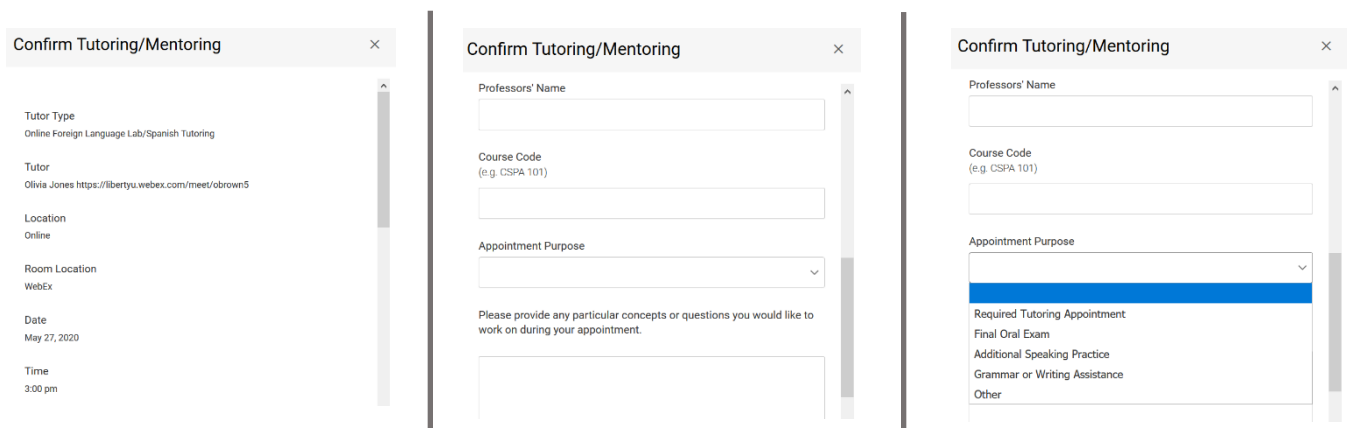 Confirm Tutoring/Mentoring
Tutor Type
Online Foreign Language Lab/Spanish Tutoring
Tutor
Olivia Jones https://libertyu.webex.com/meet/obrown5
Location
Online
Room Location
WebEx
Date
May 27, 2020
Time
3:00 pm
Confirm Tutoring/Mentoring
Professors' Name
Course Code
(e.g. CSPA 101)
Appointment Purpose
Please provide any particular concepts or questions you would like to
work on during your appointment.
Confirm Tutoring/Mentoring
Professors' Name
Course Code
(e.g. CSPA 101)
Appointment Purpose
Required Tutoring Appointment
Final Oral Exam
Additional Speaking Practice
Grammar or Writing Assistance
Other